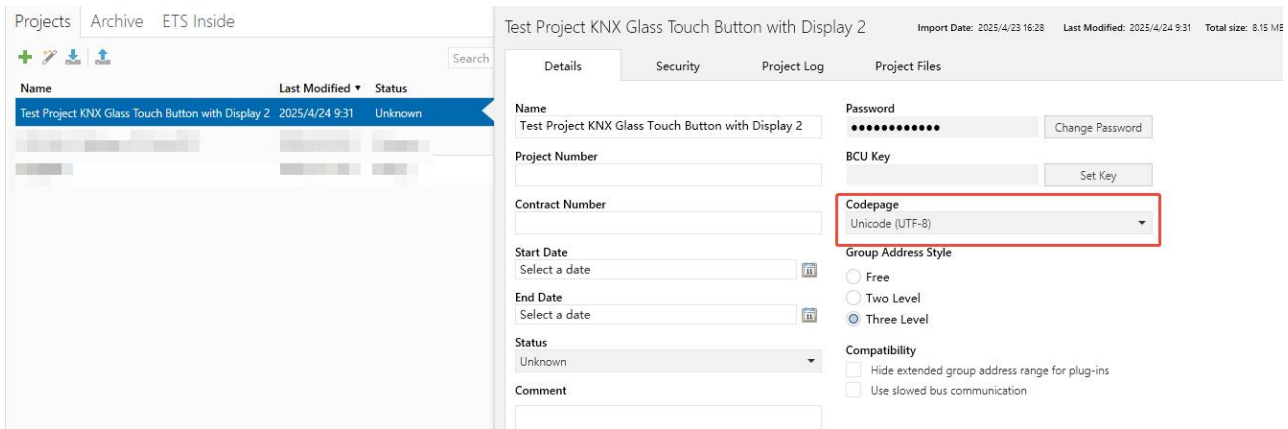 Projects Archive ETS Inside
Search
Name Last Modified Status
Test Project KNX Glass Touch Button with Display 2 2025/4/24 9:31 Unknown
Test Project KNX Glass Touch Button with Display 2 Import Date: 2025/4/23 16:28 Last Modified: 2025/4/24 9:31 Total size: 8.15 MB
Details Security Project Log Project Files
Name
Test Project KNX Glass Touch Button with Display 2
Project Number
Contract Number
Start Date
Select a date
End Date
Select a date
Status
Unknown
Comment
Password
●●●●●●●●●●●● Change Password
BCU Key
Set Key
Codepage
Unicode (UTF-8)
Group Address Style
Free
Two Level
Three Level
Compatibility
Hide extended group address range for plug-ins
Use slowed bus communication